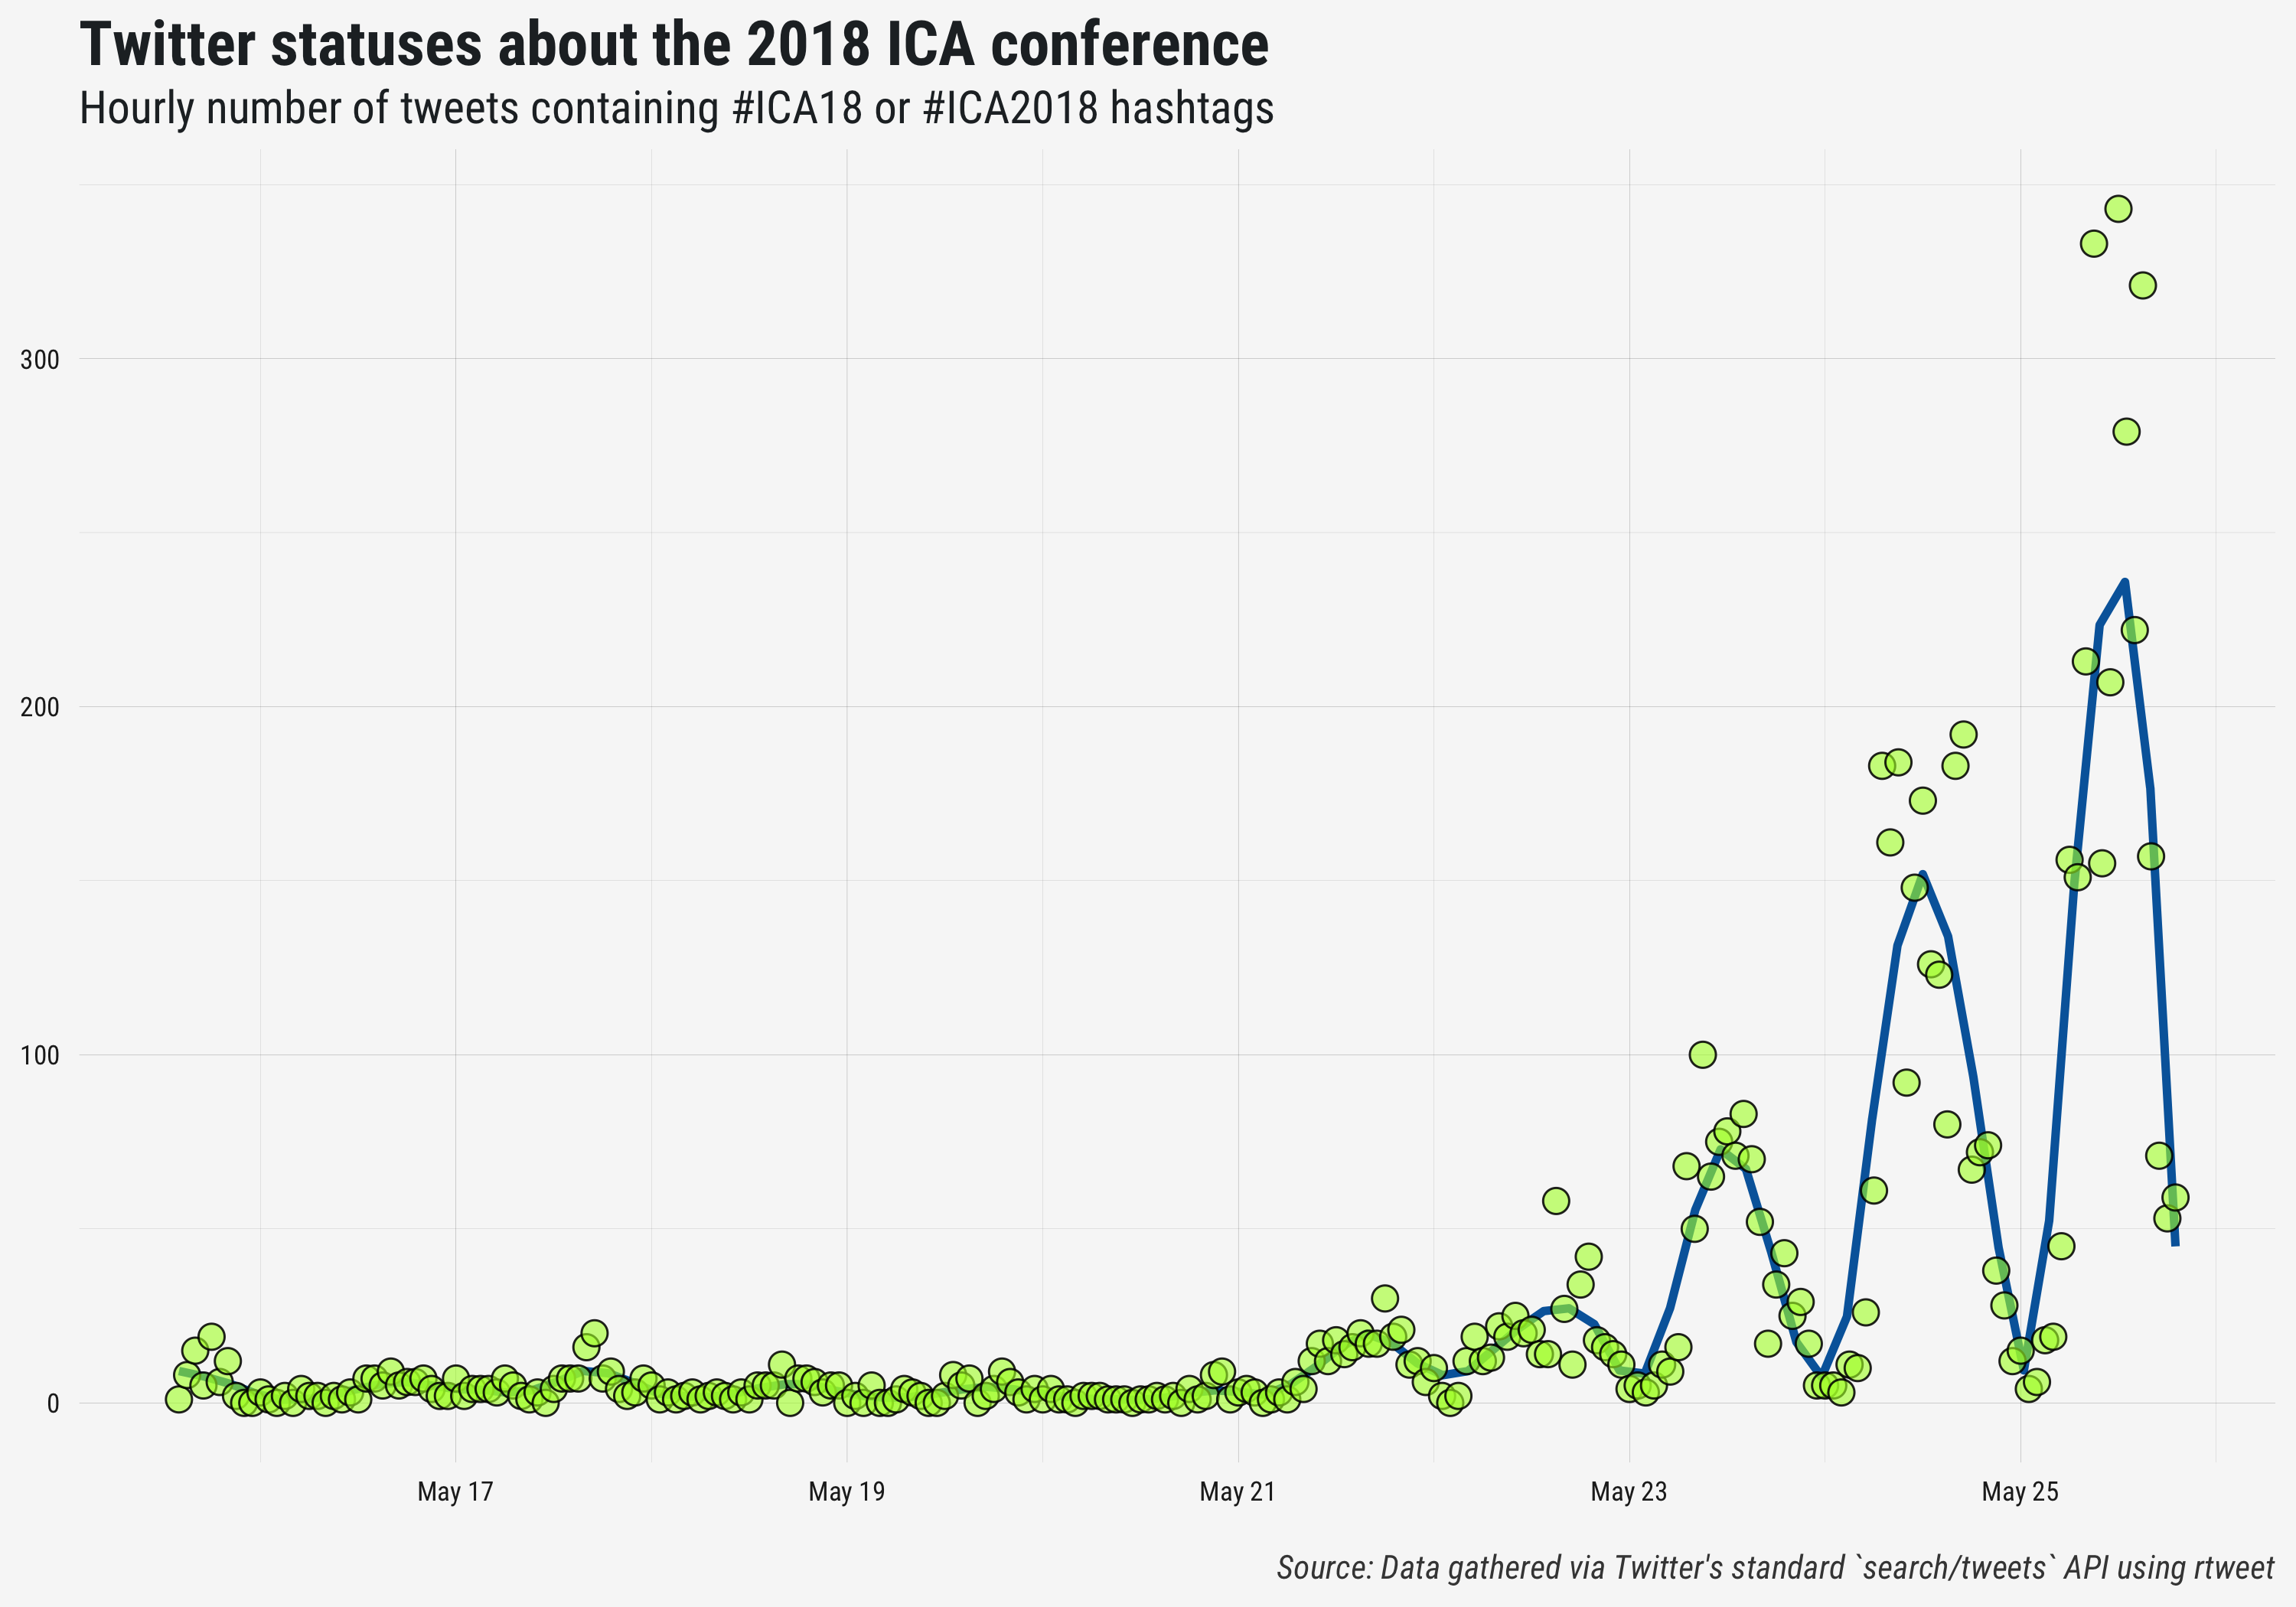 Twitter statuses about the 2018 ICA conference
Hourly number of tweets containing #ICA18 or #ICA2018 hashtags
300
200
100
0
May 17 May 19 May 21 May 23 May 25
Source: Data gathered via Twitter's standard `search/tweets` API using rtweet